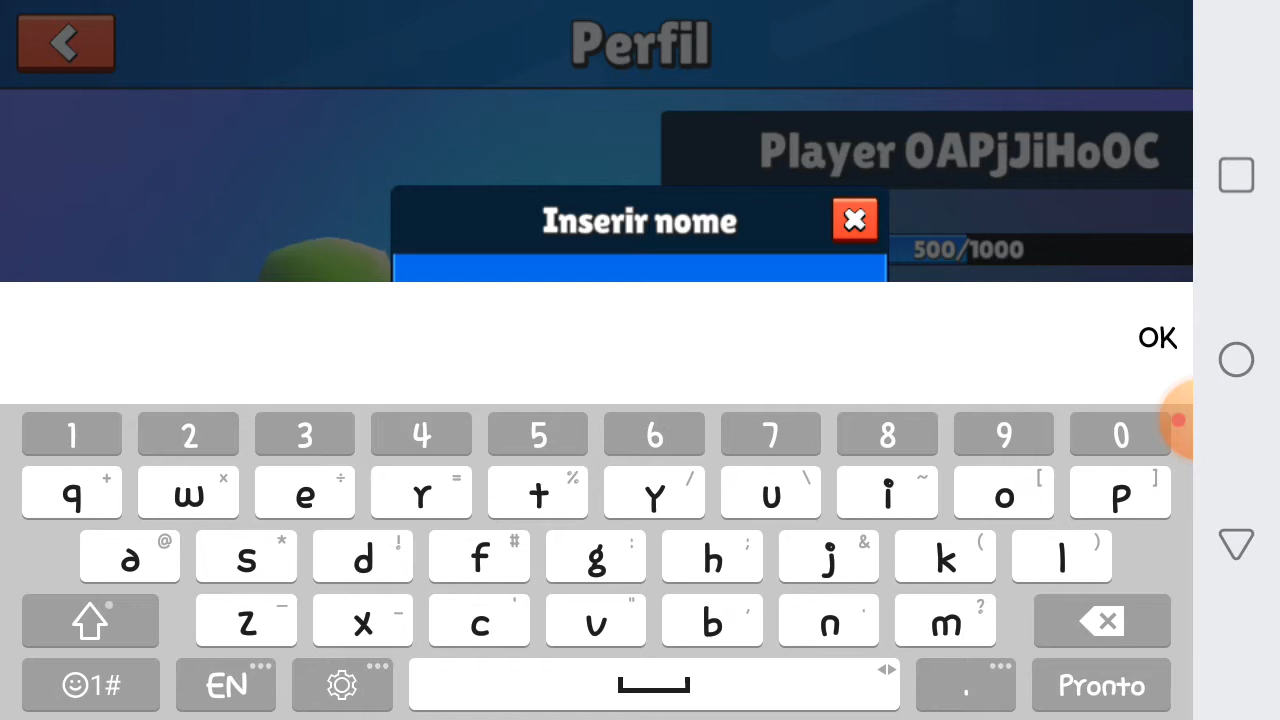 Perfil
Player 0APjJiHoOC
Inserir nome
500/1000
OK
1 2 3 4 5 6 7 8 9 0
q + w × e ÷ r = t % y / u \ i ~ o [ p ]
a @ s * d ! f # g : h ; j & k ( l )
z - x - c ' v " b , n . m ?
1# EN . Pronto